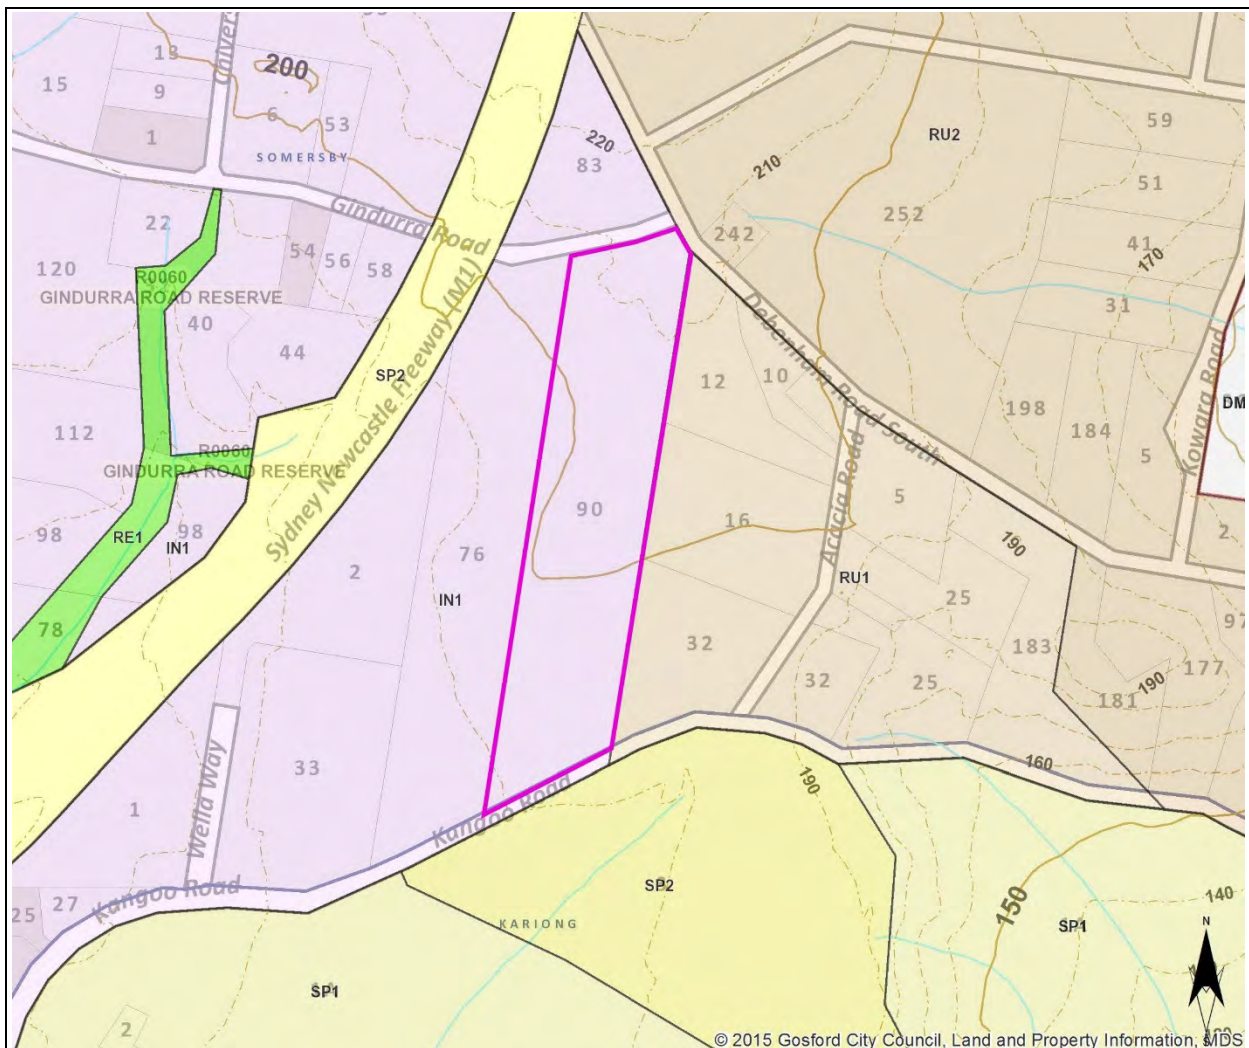 13
200
15
9
6
53
1
SOMERSBY
220
83
RU2
59
210
51
252
242
41
170
22
Gindurra Road
54
56
58
120
R0060
GINDURRA ROAD RESERVE
40
44
31
Debenham Road South
Kowara Road
SP2
Sydney Newcastle Freeway (M1)
12
10
DM
198
184
5
112
R0060
GINDURRA ROAD RESERVE
98
RE1
98
IN1
90
16
Acacia Road
5
190
2
76
2
IN1
RU1
25
78
32
183
97
32
25
177
181
190
Wella Way
33
1
160
190
Kangoo Road
Kangoo Road
SP2
25
27
KARIONG
150
140
SP1
N
SP1
2
© 2015 Gosford City Council, Land and Property Information, MDS